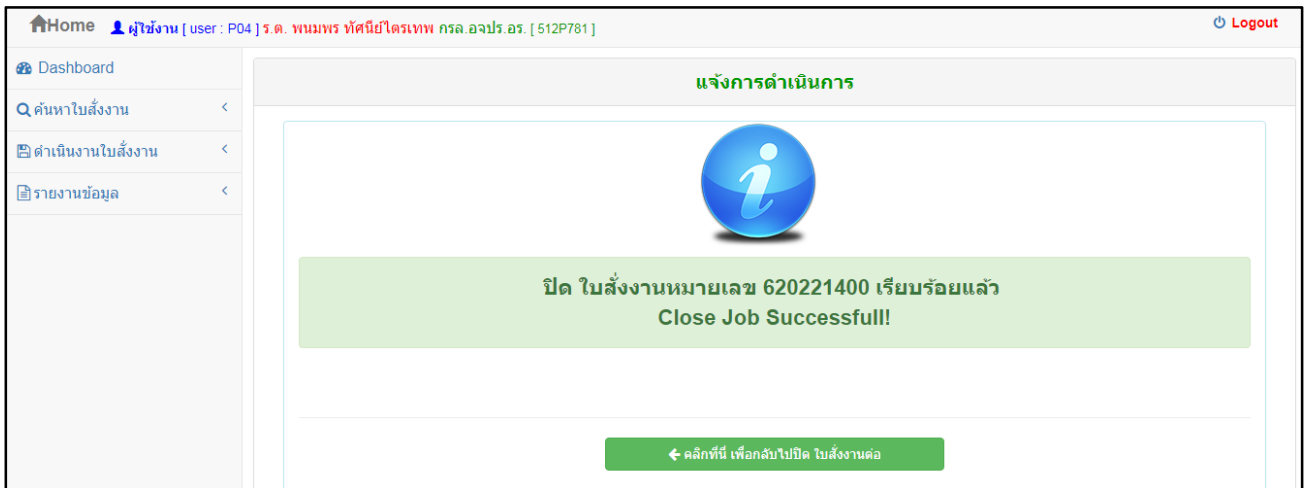 Home ผู้ใช้งาน [ user : P04 ] ร.ต. พนมพร ทัศนีย์ไตรเทพ กรล.อจปร.อร. [ 512P781 ] Logout
Dashboard
ค้นหาใบสั่งงาน
ดำเนินงานใบสั่งงาน
รายงานข้อมูล
แจ้งการดำเนินการ
ปิด ใบสั่งงานหมายเลข 620221400 เรียบร้อยแล้ว
Close Job Successfull!
คลิกที่นี่ เพื่อกลับไปปิด ใบสั่งงานต่อ